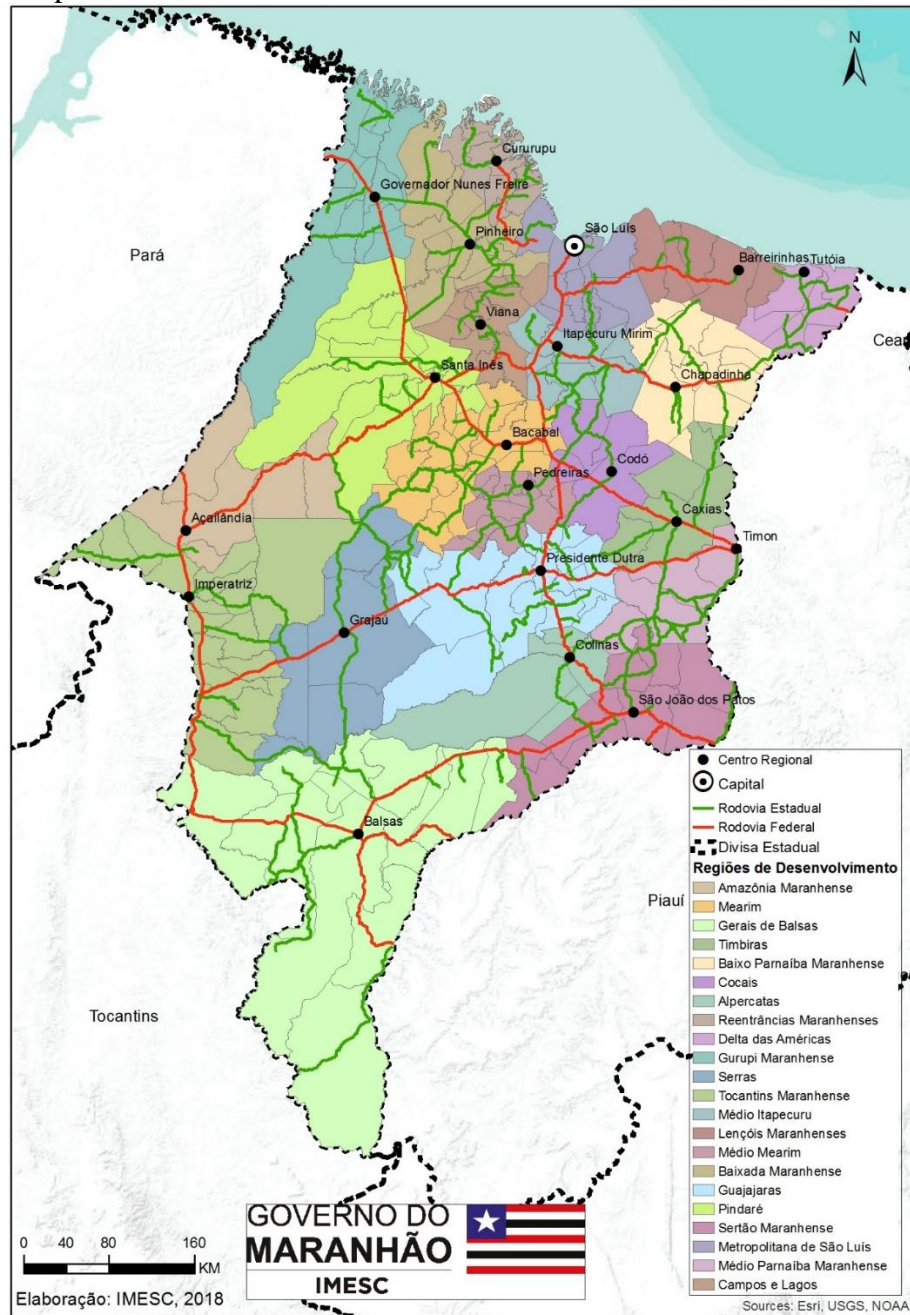 N
Cururupu
Governador Nunes Freire
São Luís
Pinheiro
Pará
Barreirinhas
Tutóia
Viana
Itapecuru Mirim
Cear
Santa Inês
Chapadinha
Bacabal
Codó
Pedreiras
Caxias
Açailândia
Timon
Presidente Dutra
Imperatriz
Grajaú
Colinas
São João dos Patos
Balsas
Piauí
Tocantins
Centro Regional
Capital
Rodovia Estadual
Rodovia Federal
Divisa Estadual
Regiões de Desenvolvimento
Amazônia Maranhense
Mearim
Gerais de Balsas
Timbiras
Baixo Parnaíba Maranhense
Cocais
Alpercatas
Reentrâncias Maranhenses
Delta das Américas
Gurupi Maranhense
Serras
Tocantins Maranhense
Médio Itapecuru
Lençóis Maranhenses
Médio Mearim
Baixada Maranhense
Guajajaras
Pindaré
Sertão Maranhense
Metropolitana de São Luís
Médio Parnaíba Maranhense
Campos e Lagos
GOVERNO DO
MARANHÃO
IMESC
0 40 80 160
KM
Elaboração: IMESC, 2018
Sources: Esri, USGS, NOAA